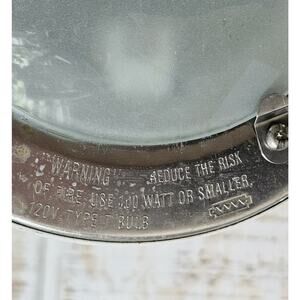 "WARNING" REDUCE THE RISK
OF FIRE, USE 100 WATT OR SMALLER,
120V, TYPE T BULB